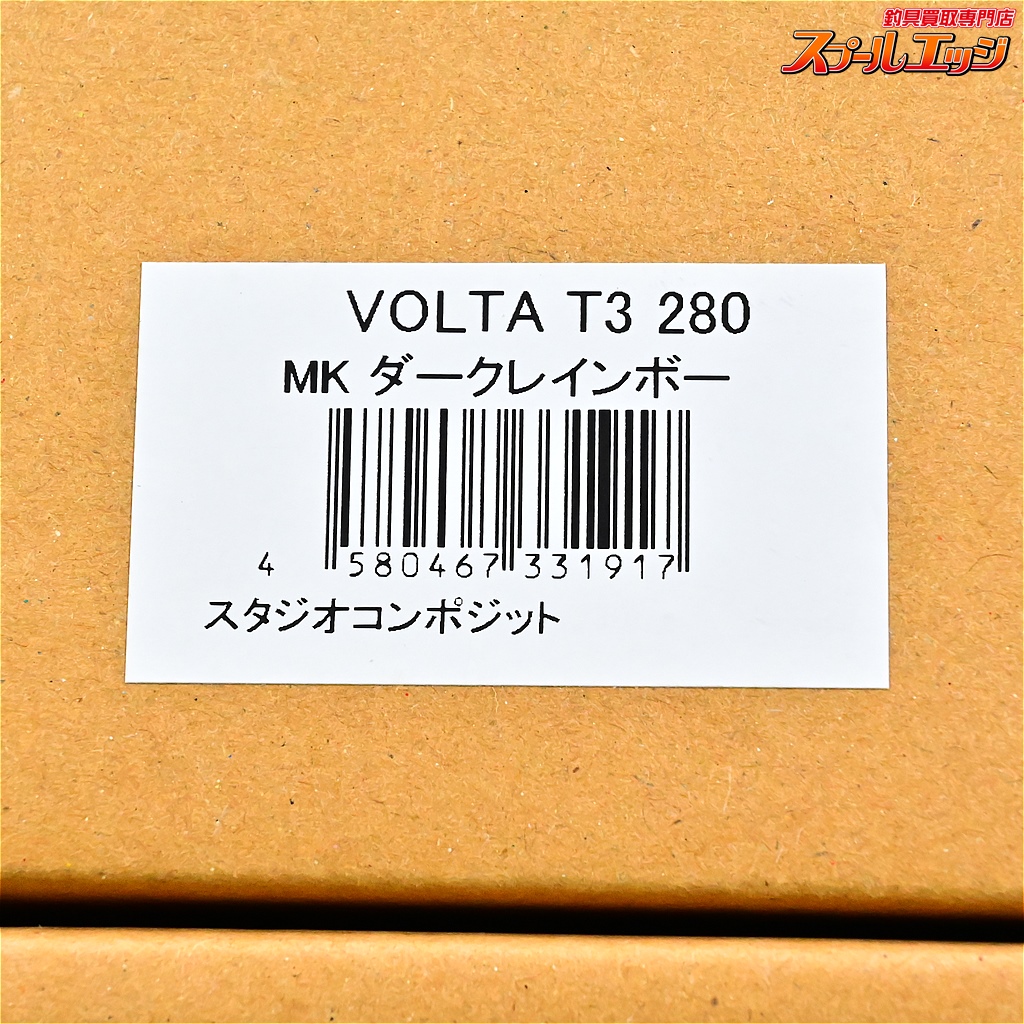 釣具買取専門店
スプールエッジ
VOLTA T3 280
MK ダークレインボー
4 580467 331917
スタジオコンポジット